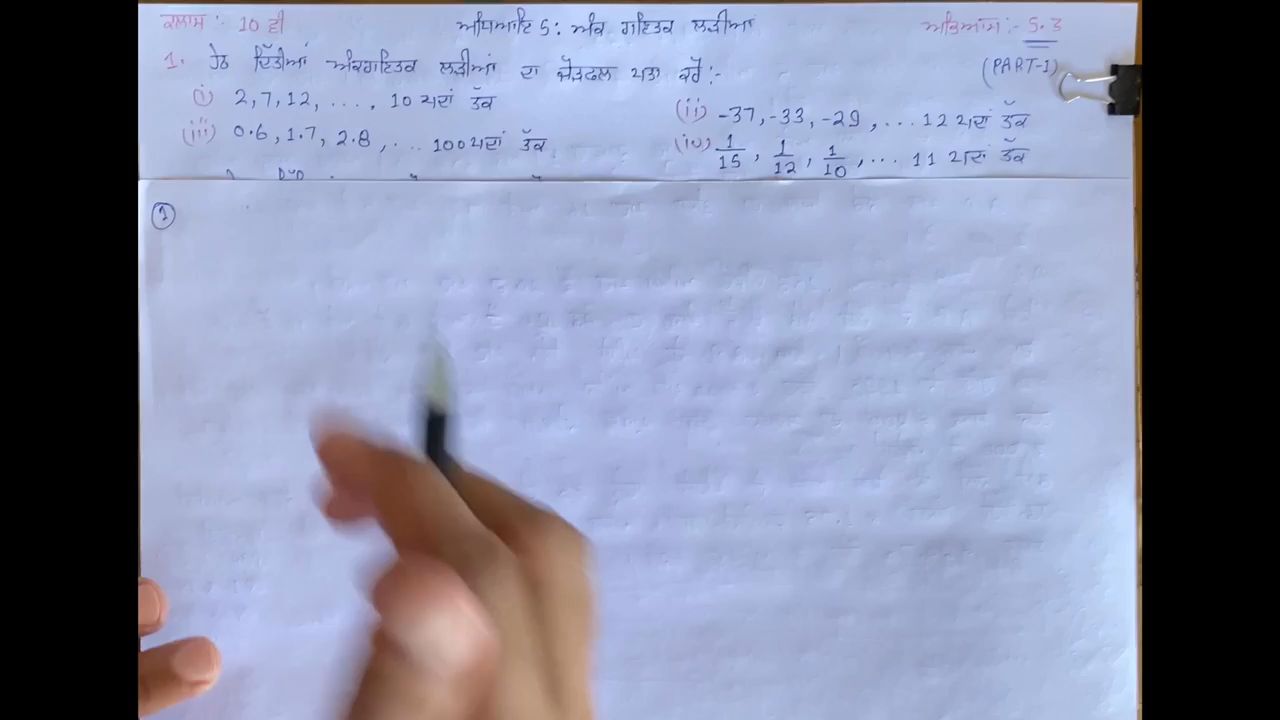 ਕਲਾਸ :- 10 ਵੀਂ ਅਧਿਆਇ 5: ਅੰਕ ਗਣਿਤਕ ਲੜੀਆਂ ਅਭਿਆਸ:- 5.3
1. ਹੇਠ ਦਿੱਤੀਆਂ ਅੰਕਗਣਿਤਕ ਲੜੀਆਂ ਦਾ ਜੋੜਫਲ ਪਤਾ ਕਰੋ:- (PART-1)
(i) 2, 7, 12, ...., 10 ਪਦਾਂ ਤੱਕ (ii) -37, -33, -29, ... 12 ਪਦਾਂ ਤੱਕ
(iii) 0.6, 1.7, 2.8, ... 100 ਪਦਾਂ ਤੱਕ (iv) 1/15, 1/12, 1/10, ... 11 ਪਦਾਂ ਤੱਕ
1